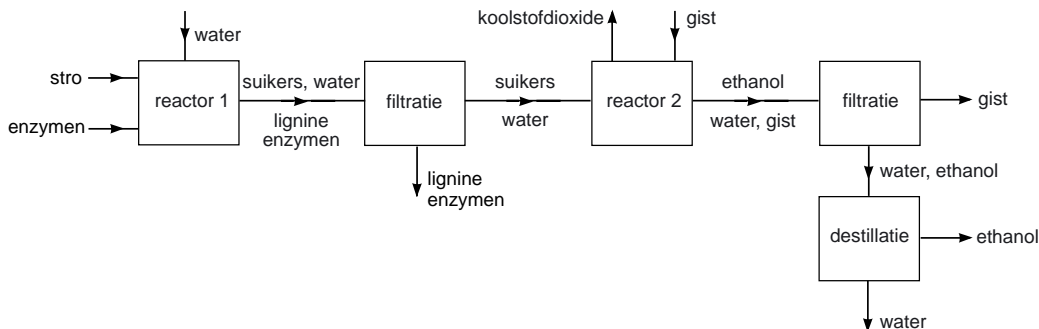 koolstofdioxide
gist
water
stro
enzymen
reactor 1
suikers, water
lignine
enzymen
filtratie
lignine
enzymen
suikers
water
reactor 2
ethanol
water, gist
filtratie
gist
water, ethanol
destillatie
ethanol
water